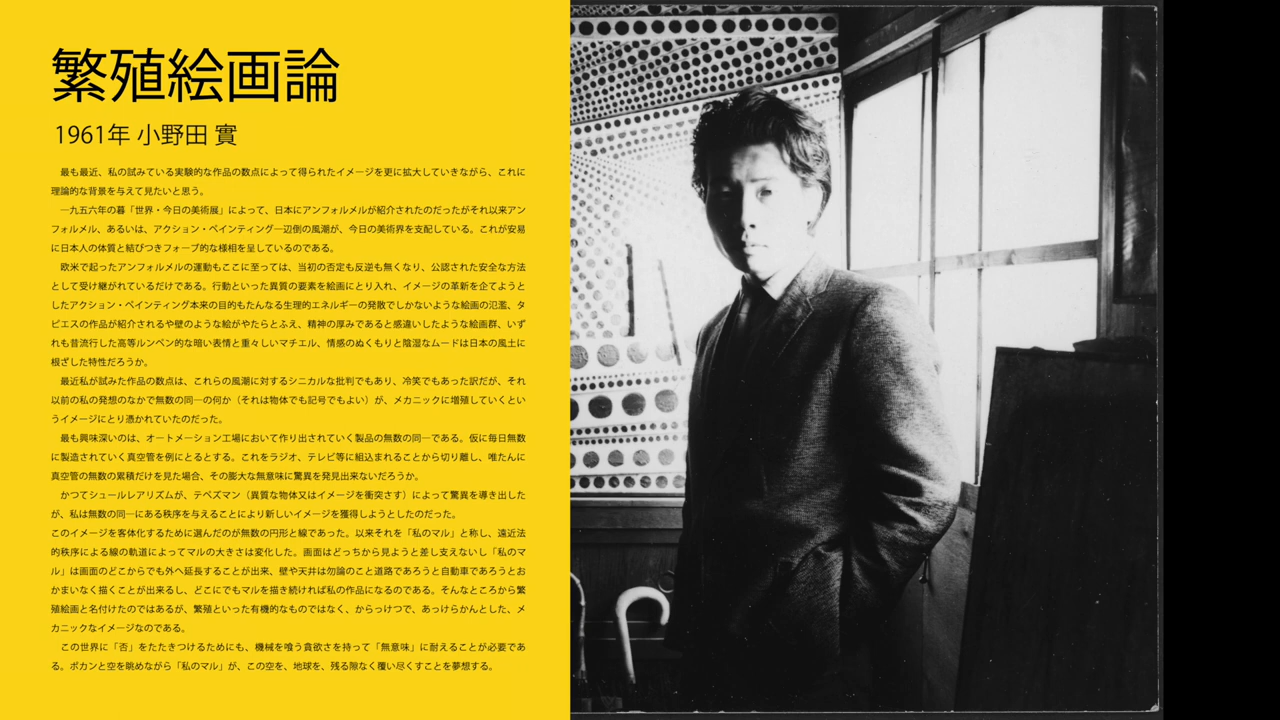 繁殖絵画論
1961年 小野田 實
最も最近、私の試みている実験的な作品の数点によって得られたイメージを更に拡大していきながら、これに
理論的な背景を与えて見たいと思う。
一九五六年の暮「世界・今日の美術展」によって、日本にアンフォルメルが紹介されたのだったがそれ以来アン
フォルメル、あるいは、アクション・ペインティング一辺倒の風潮が、今日の美術界を支配している。これが安易
に日本人の体質と結びつきフォーブ的な様相を呈しているのである。
欧米で起ったアンフォルメルの運動もここに至っては、当初の否定も反逆も無くなり、公認された安全な方法
として受け継がれているだけである。行動といった異質の要素を絵画にとり入れ、イメージの革新を企てようと
したアクション・ペインティング本来の目的もたんなる生理的エネルギーの発散でしかないような絵画の氾濫、タ
ピエスの作品が紹介されるや壁のような絵がやたらとふえ、精神の厚みであると感違いしたような絵画群、いず
れも昔流行した高等ルンペン的な暗い表情と重々しいマチエル、情感のぬくもりと陰湿なムードは日本の風土に
根ざした特性だろうか。
最近私が試みた作品の数点は、これらの風潮に対するシニカルな批判でもあり、冷笑でもあった訳だが、それ
以前の私の発想のなかで無数の同一の何か（それは物体でも記号でもよい）が、メカニックに増殖していくとい
うイメージにとり憑かれていたのだった。
最も興味深いのは、オートメーション工場において作り出されていく製品の無数の同一である。仮に毎日無数
に製造されていく真空管を例にとるとする。これをラジオ、テレビ等に組込まれることから切り離し、唯たんに
真空管の無数の累積だけを見た場合、その膨大な無意味に驚異を発見出来ないだろうか。
かつてシュールレアリズムが、テペズマン（異質な物体又はイメージを衝突さす）によって驚異を導き出した
が、私は無数の同一にある秩序を与えることにより新しいイメージを獲得しようとしたのだった。
このイメージを客体化するために選んだのが無数の円形と線であった。以来それを「私のマル」と称し、遠近法
的秩序による線の軌道によってマルの大きさは変化した。画面はどっちから見ようと差し支えないし「私のマ
ル」は画面のどこからでも外へ延長することが出来、壁や天井は勿論のこと道路であろうと自動車であろうとお
かまいなく描くことが出来るし、どこにでもマルを描き続ければ私の作品になるのである。そんなところから繁
殖絵画と名付けたのではあるが、繁殖といった有機的なものではなく、からっけつで、あっけらかんとした、メ
カニックなイメージなのである。
この世界に「否」をたたきつけるためにも、機械を喰う貪欲さを持って「無意味」に耐えることが必要であ
る。ポカンと空を眺めながら「私のマル」が、この空を、地球を、残る隙なく覆い尽くすことを夢想する。